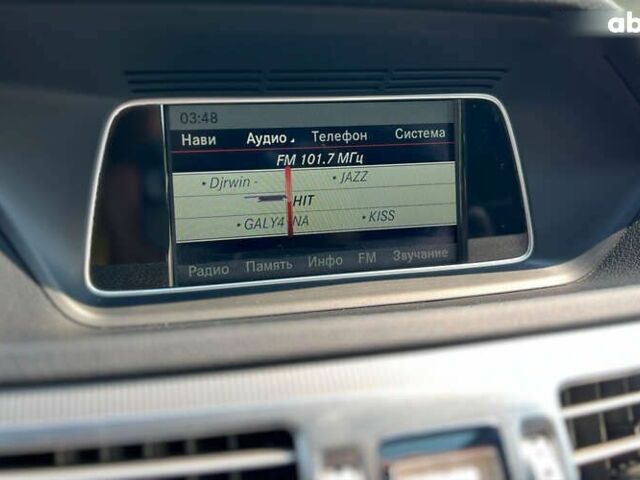 ab
03:48
Нави Аудио Телефон Система
FM 101.7 МГц
• Djrwin - • JAZZ
HIT
• GALY4 NA • KISS
Радио Память Инфо FM Звучание